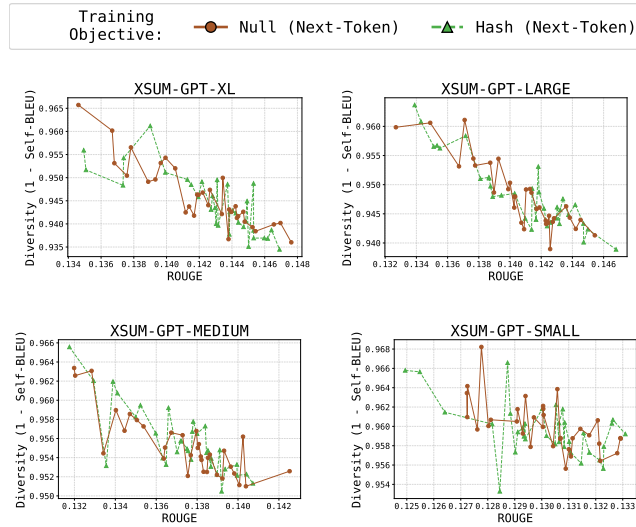 Training
Objective:
Null (Next-Token)
Hash (Next-Token)
XSUM-GPT-XL
Diversity (1 - Self-BLEU)
0.965
0.960
0.955
0.950
0.945
0.940
0.935
0.134 0.136 0.138 0.140 0.142 0.144 0.146 0.148
ROUGE
XSUM-GPT-LARGE
Diversity (1 - Self-BLEU)
0.960
0.955
0.950
0.945
0.940
0.132 0.134 0.136 0.138 0.140 0.142 0.144 0.146
ROUGE
XSUM-GPT-MEDIUM
Diversity (1 - Self-BLEU)
0.966
0.964
0.962
0.960
0.958
0.956
0.954
0.952
0.950
0.132 0.134 0.136 0.138 0.140 0.142
ROUGE
XSUM-GPT-SMALL
Diversity (1 - Self-BLEU)
0.968
0.966
0.964
0.962
0.960
0.958
0.956
0.954
0.125 0.126 0.127 0.128 0.129 0.130 0.131 0.132 0.133
ROUGE